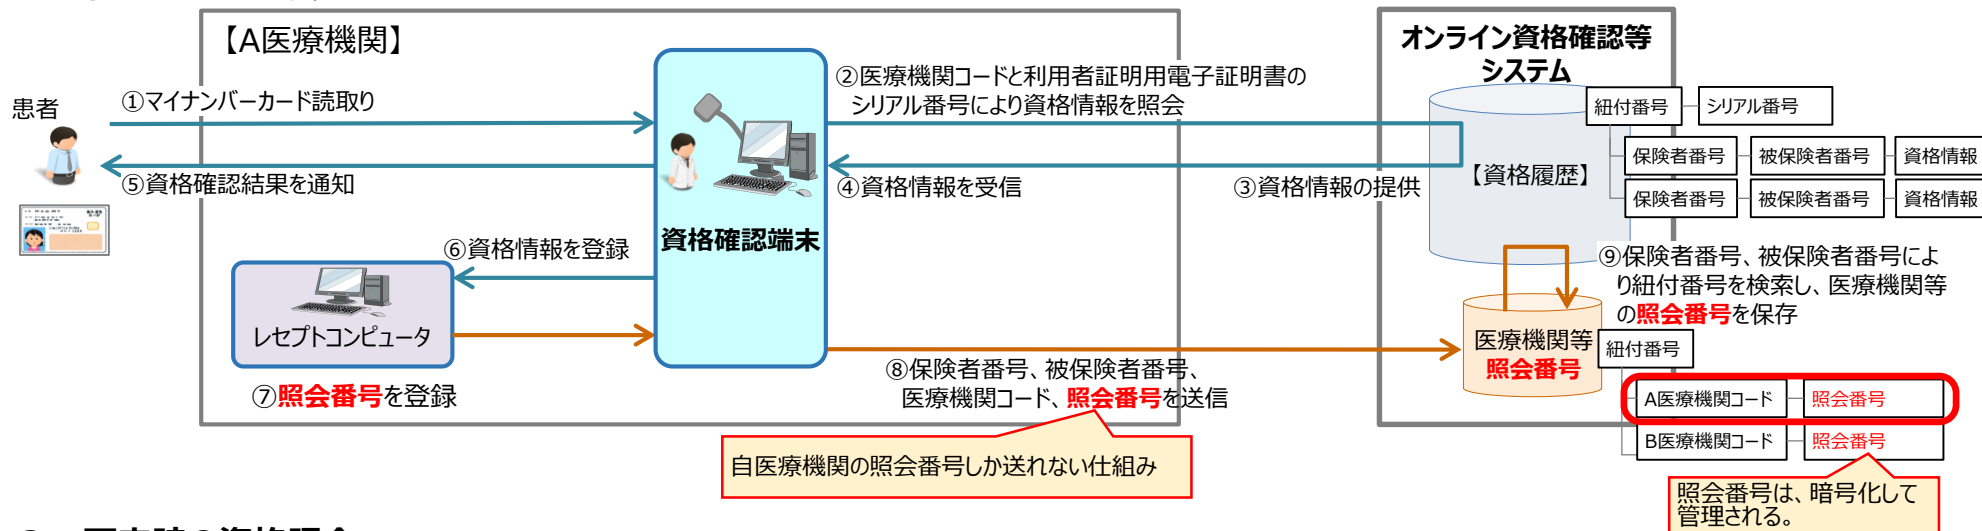 【A医療機関】
患者
①マイナンバーカード読取り
⑤資格確認結果を通知
資格確認端末
⑥資格情報を登録
レセプトコンピュータ
⑦照会番号を登録
②医療機関コードと利用者証明用電子証明書の
シリアル番号により資格情報を照会
④資格情報を受信
③資格情報の提供
⑧保険者番号、被保険者番号、
医療機関コード、照会番号を送信
自医療機関の照会番号しか送れない仕組み
オンライン資格確認等
システム
【資格履歴】
紐付番号
シリアル番号
保険者番号
被保険者番号
資格情報
保険者番号
被保険者番号
資格情報
⑨保険者番号、被保険者番号によ
り紐付番号を検索し、医療機関等
の照会番号を保存
医療機関等
照会番号
紐付番号
A医療機関コード
照会番号
B医療機関コード
照会番号
照会番号は、暗号化して
管理される。